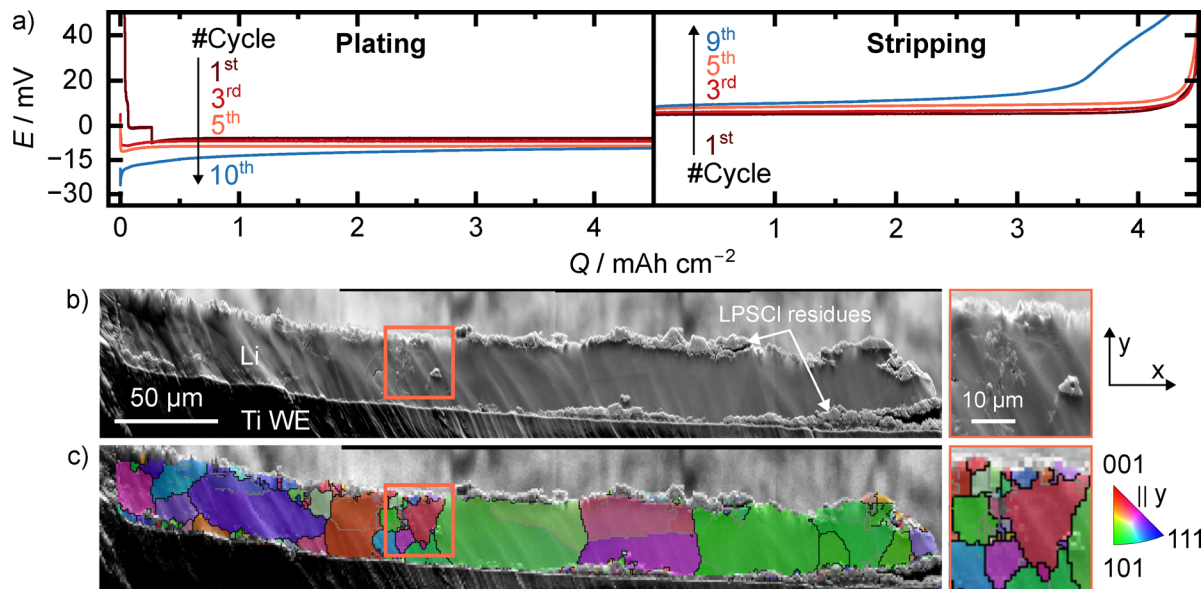 a)
40
20
0
−15
−30
E / mV
#Cycle
1st
3rd
5th
10th
Plating
9th
5th
3rd
1st
#Cycle
Stripping
0 1 2 3 4 1 2 3 4
Q / mAh cm−2
b)
LPSCl residues
Li
50 µm
Ti WE
10 µm
y
x
c)
001
|| y
111
101